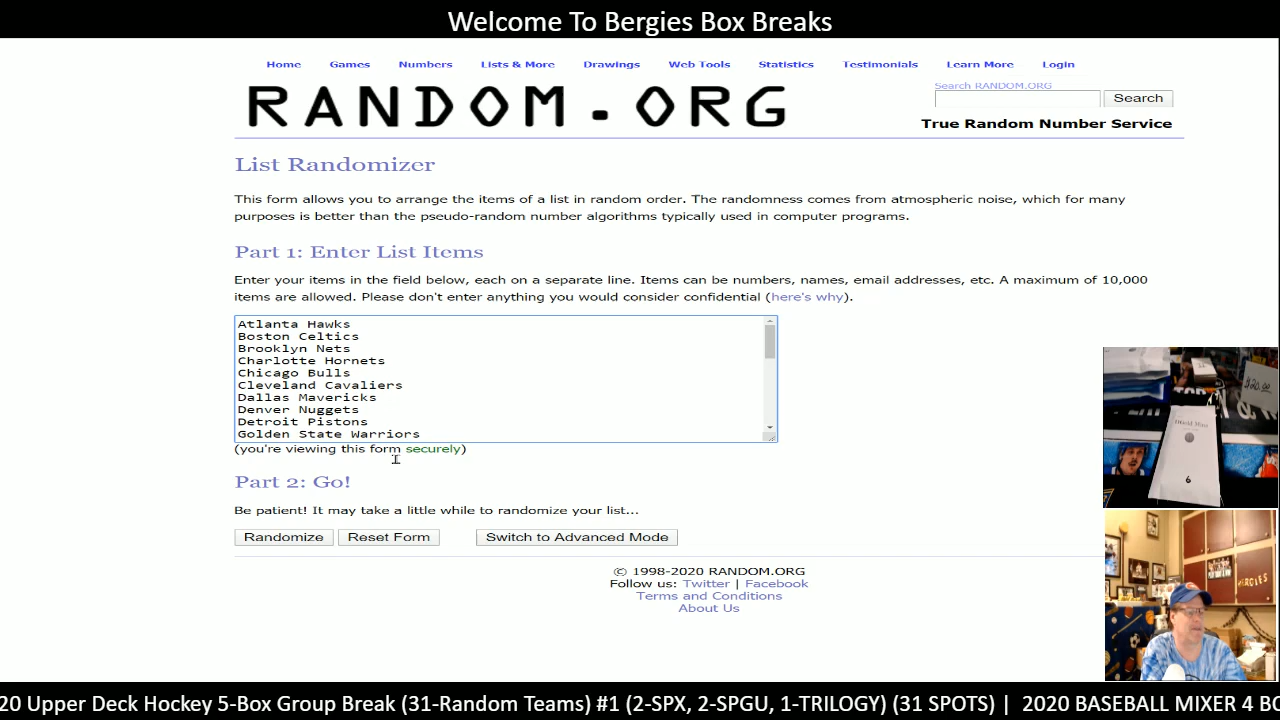 Welcome To Bergies Box Breaks
Home Games Numbers Lists & More Drawings Web Tools Statistics Testimonials Learn More Login
RANDOM.ORG
Search RANDOM.ORG
Search
True Random Number Service
List Randomizer
This form allows you to arrange the items of a list in random order. The randomness comes from atmospheric noise, which for many
purposes is better than the pseudo-random number algorithms typically used in computer programs.
Part 1: Enter List Items
Enter your items in the field below, each on a separate line. Items can be numbers, names, email addresses, etc. A maximum of 10,000
items are allowed. Please don't enter anything you would consider confidential (here's why).
Atlanta Hawks
Boston Celtics
Brooklyn Nets
Charlotte Hornets
Chicago Bulls
Cleveland Cavaliers
Dallas Mavericks
Denver Nuggets
Detroit Pistons
Golden State Warriors
(you're viewing this form securely)
Part 2: Go!
Be patient! It may take a little while to randomize your list...
Randomize Reset Form Switch to Advanced Mode
© 1998-2020 RANDOM.ORG
Follow us: Twitter | Facebook
Terms and Conditions
About Us
$20.00
6
BERGIES
20 Upper Deck Hockey 5-Box Group Break (31-Random Teams) #1 (2-SPX, 2-SPGU, 1-TRILOGY) (31 SPOTS) | 2020 BASEBALL MIXER 4 BO